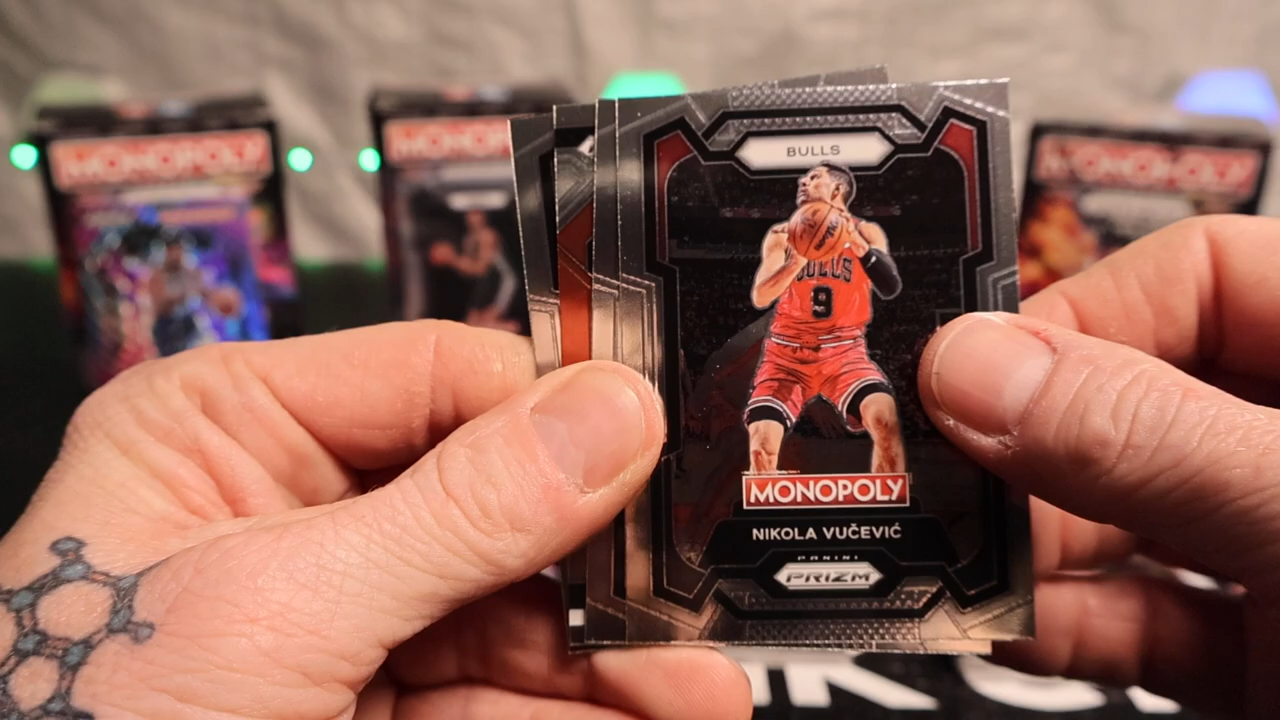 MONOPOLY
MONOPOLY
MONOPOLY
BULLS
BULLS
9
MONOPOLY
NIKOLA VUČEVIĆ
PANINI
PRIZM